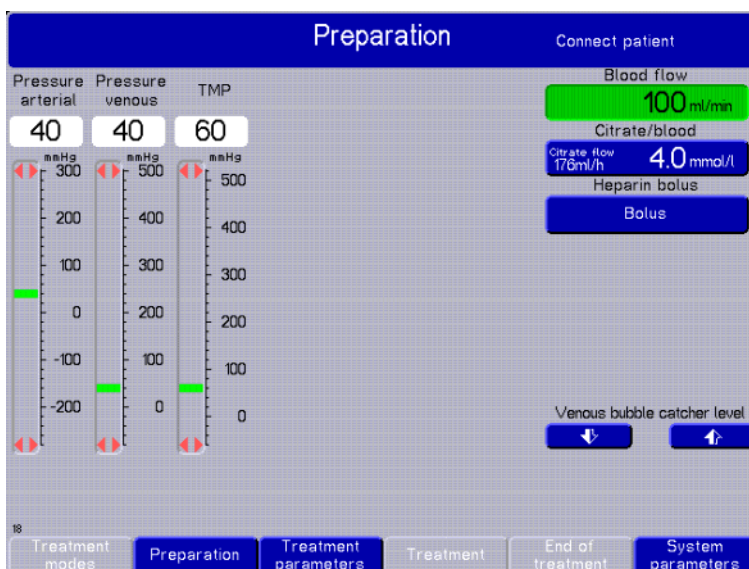 Preparation
Connect patient
Pressure arterial
Pressure venous
TMP
40
40
60
mmHg
300
200
100
0
-100
-200
mmHg
500
400
300
200
100
0
mmHg
500
400
300
200
100
0
Blood flow
100 ml/min
Citrate/blood
Citrate flow
176ml/h
4.0 mmol/l
Heparin bolus
Bolus
Venous bubble catcher level
18
Treatment modes
Preparation
Treatment parameters
Treatment
End of treatment
System parameters